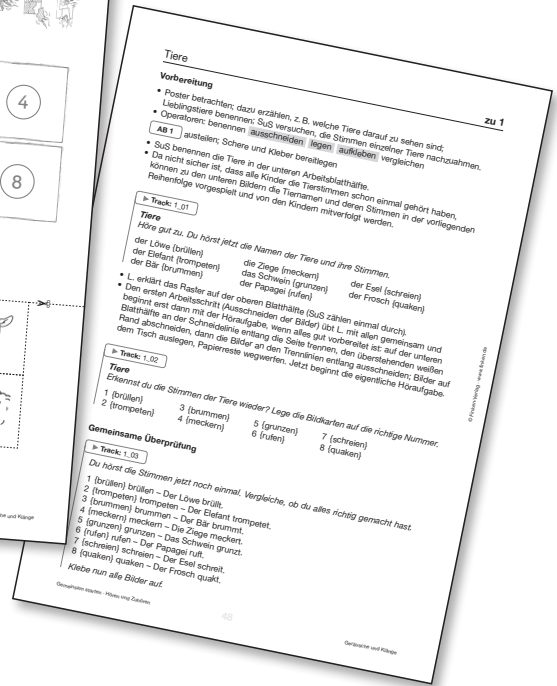 4
8
he und Klänge
Tiere
zu 1
Vorbereitung
• Poster betrachten; dazu erzählen, z. B. welche Tiere darauf zu sehen sind;
Lieblingstiere benennen; SuS versuchen, die Stimmen einzelner Tiere nachzuahmen.
• Operatoren: benennen ausschneiden legen aufkleben vergleichen
AB 1 austeilen; Schere und Kleber bereitlegen
• SuS benennen die Tiere in der unteren Arbeitsblatthälfte.
• Da nicht sicher ist, dass alle Kinder die Tierstimmen schon einmal gehört haben,
können zu den unteren Bildern die Tiernamen und deren Stimmen in der vorliegenden
Reihenfolge vorgespielt und von den Kindern mitverfolgt werden.
Track: 1_01
Tiere
Höre gut zu. Du hörst jetzt die Namen der Tiere und ihre Stimmen.
der Löwe {brüllen} die Ziege {meckern} der Esel {schreien}
der Elefant {trompeten} das Schwein {grunzen} der Frosch {quaken}
der Bär {brummen} der Papagei {rufen}
• L. erklärt das Raster auf der oberen Blatthälfte (SuS zählen einmal durch).
• Den ersten Arbeitsschritt (Ausschneiden der Bilder) übt L. mit allen gemeinsam und
beginnt erst dann mit der Höraufgabe, wenn alles gut vorbereitet ist: auf der unteren
Blatthälfte an der Schneidelinie entlang die Seite trennen, den überstehenden weißen
Rand abschneiden, dann die Bilder an den Trennlinien entlang ausschneiden; Bilder auf
dem Tisch auslegen, Papierreste wegwerfen. Jetzt beginnt die eigentliche Höraufgabe.
Track: 1_02
Tiere
Erkennst du die Stimmen der Tiere wieder? Lege die Bildkarten auf die richtige Nummer.
1 {brüllen} 3 {brummen} 5 {grunzen} 7 {schreien}
2 {trompeten} 4 {meckern} 6 {rufen} 8 {quaken}
Gemeinsame Überprüfung
Track: 1_03
Du hörst die Stimmen jetzt noch einmal. Vergleiche, ob du alles richtig gemacht hast.
1 {brüllen} brüllen – Der Löwe brüllt.
2 {trompeten} trompeten – Der Elefant trompetet.
3 {brummen} brummen – Der Bär brummt.
4 {meckern} meckern – Die Ziege meckert.
5 {grunzen} grunzen – Das Schwein grunzt.
6 {rufen} rufen – Der Papagei ruft.
7 {schreien} schreien – Der Esel schreit.
8 {quaken} quaken – Der Frosch quakt.
Klebe nun alle Bilder auf.
© Finken-Verlag · www.finken.de
Gemeinsam starten - Hören und Zuhören
48
Geräusche und Klänge